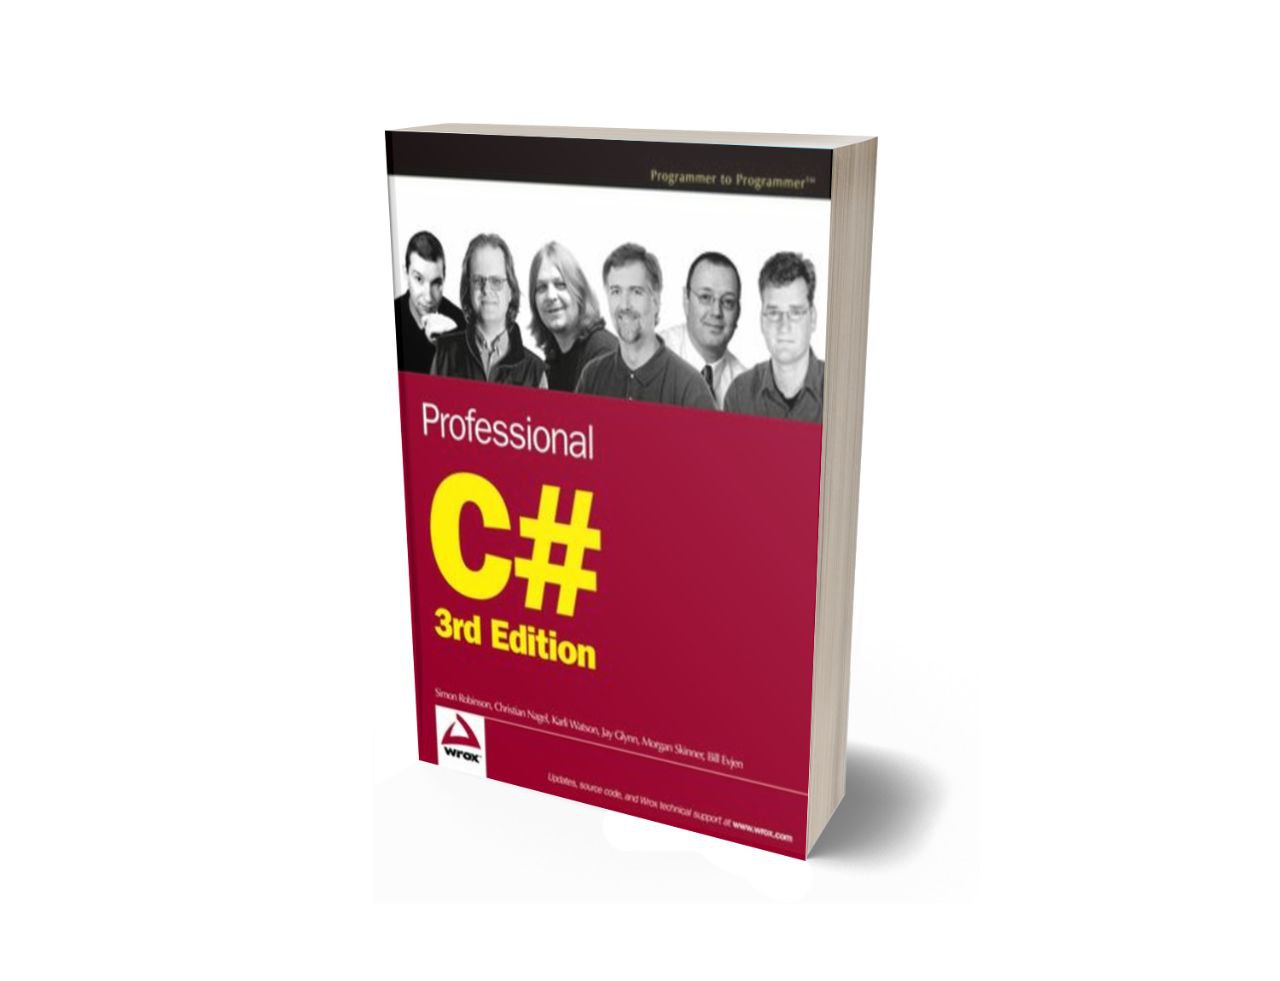 Programmer to Programmer™
Professional
C#
3rd Edition
Simon Robinson, Christian Nagel, Karli Watson, Jay Glynn, Morgan Skinner, Bill Evjen
wrox™
Updates, source code, and Wrox technical support at www.wrox.com